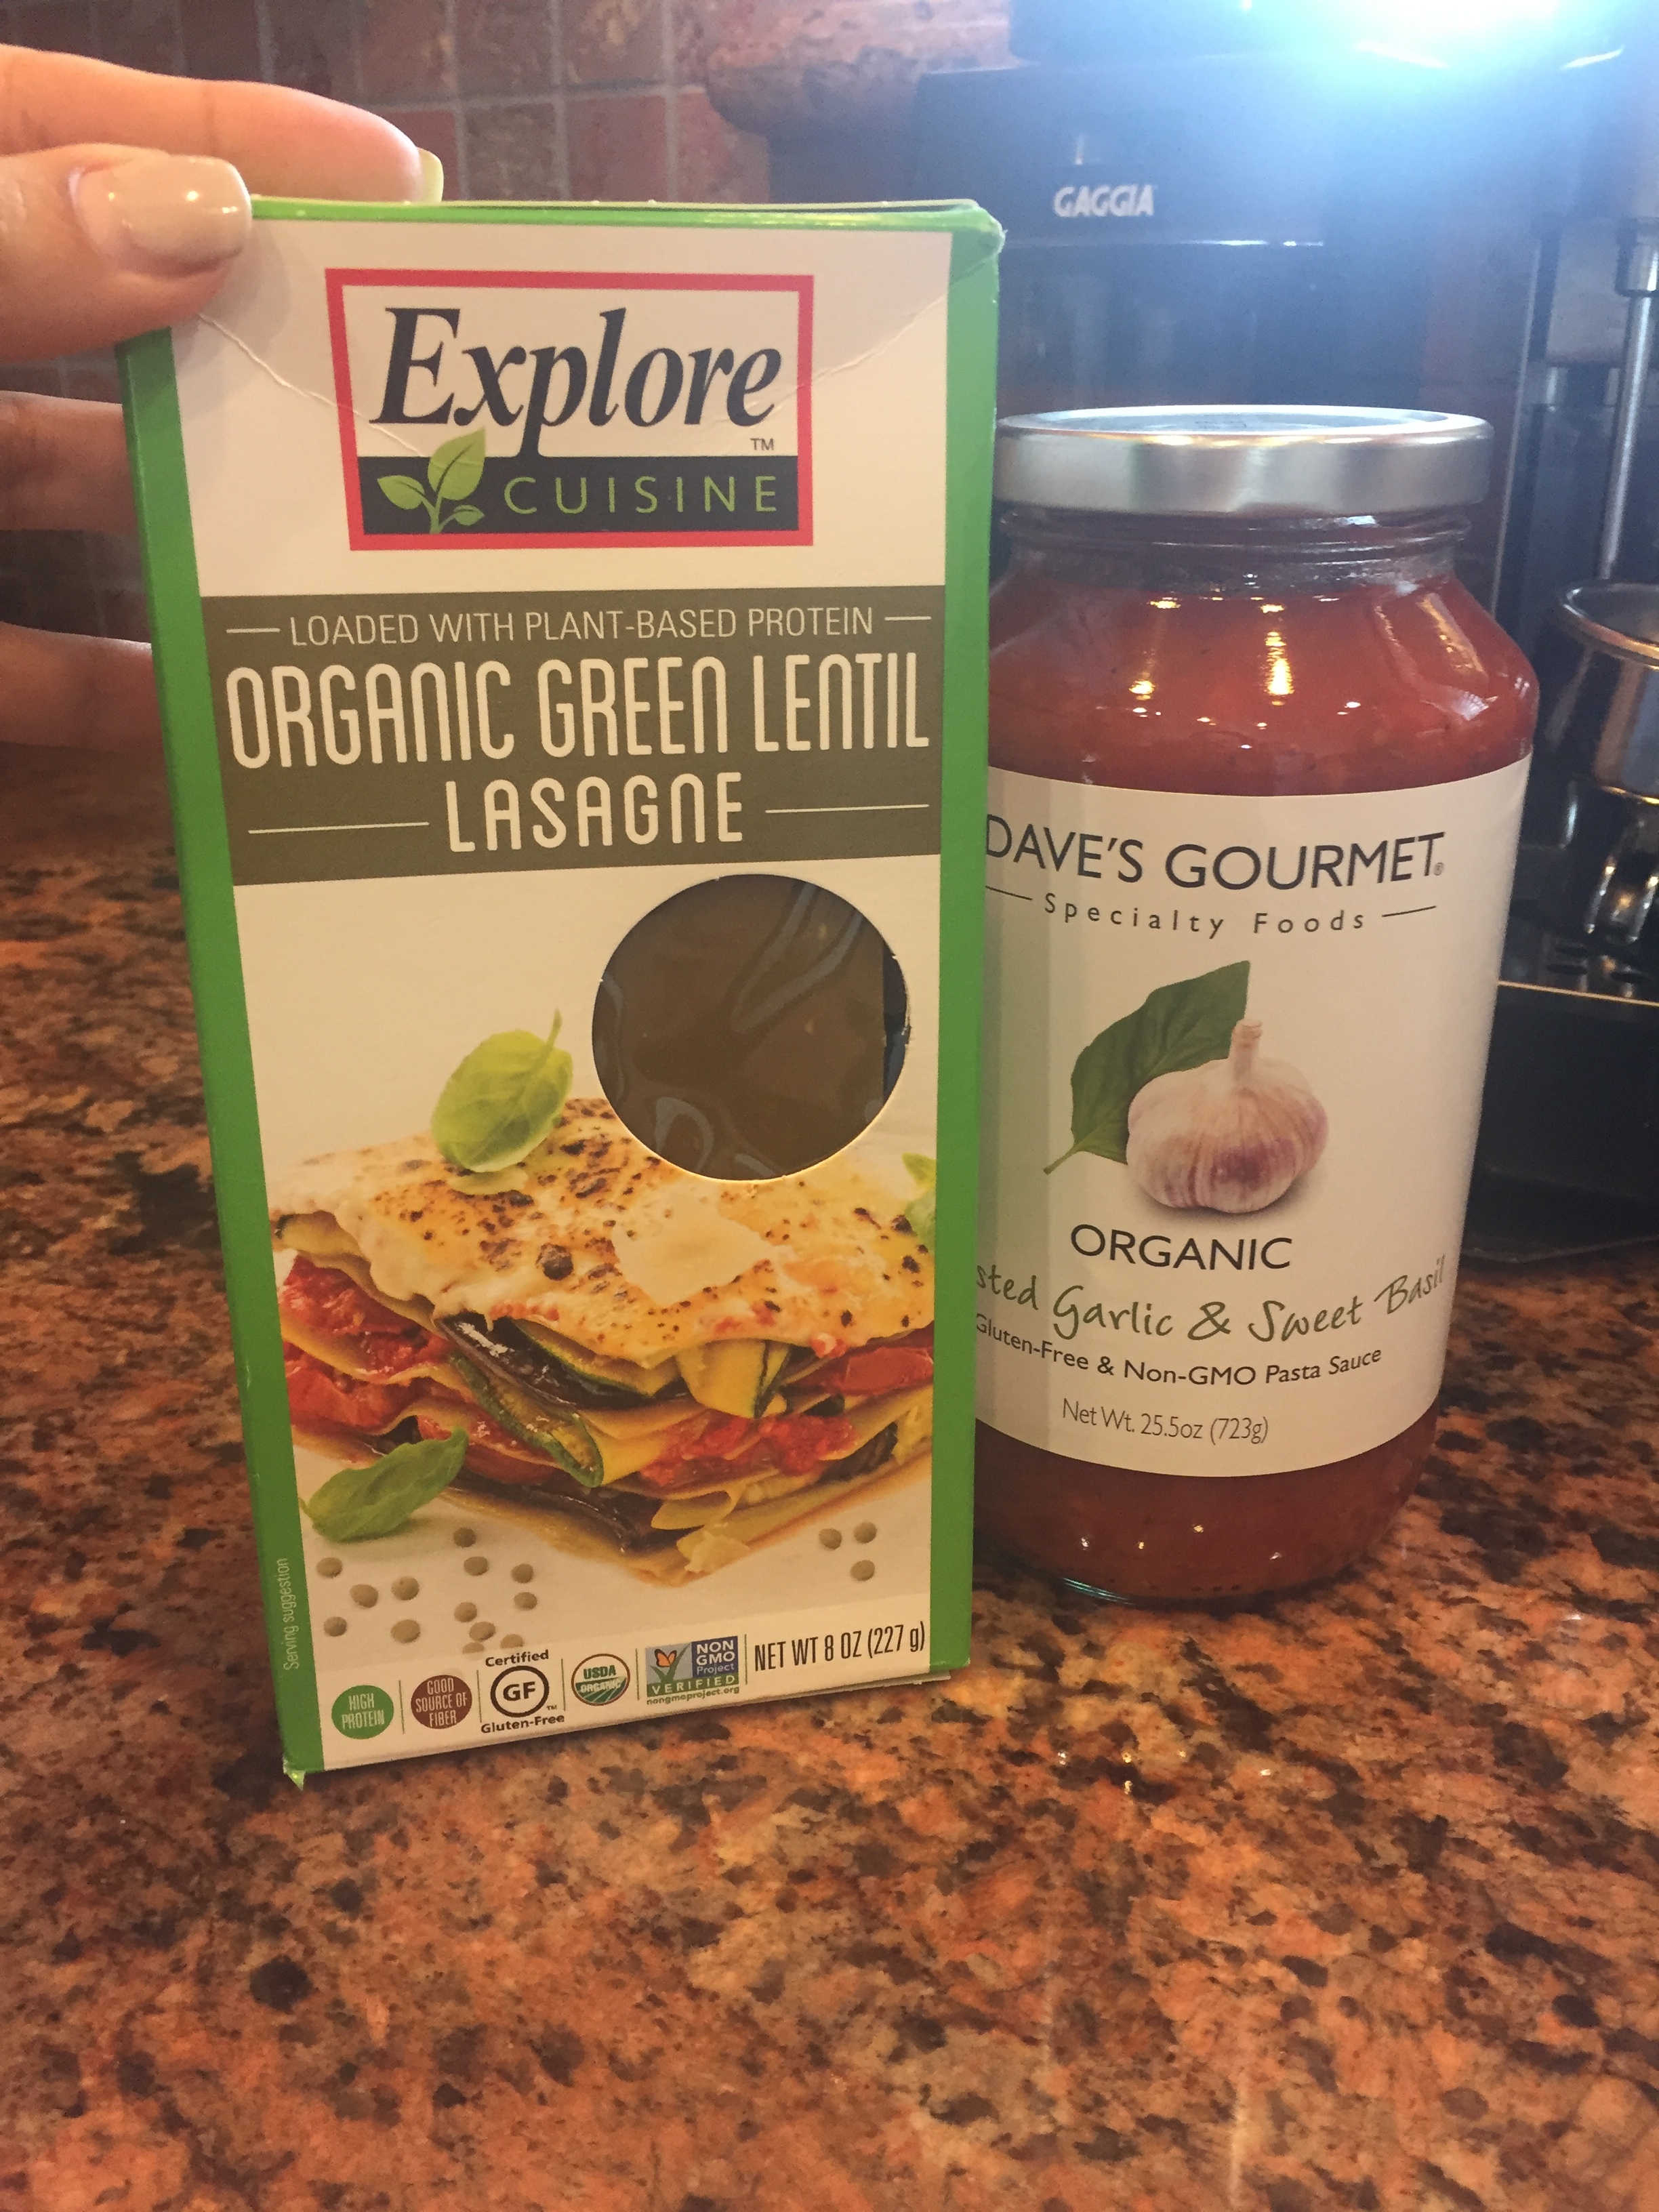 GAGGIA
Explore
TM
CUISINE
LOADED WITH PLANT-BASED PROTEIN
ORGANIC GREEN LENTIL
LASAGNE
Serving suggestion
HIGH
PROTEIN
GOOD
SOURCE OF
FIBER
Certified
GF
TM
Gluten-Free
USDA
ORGANIC
NON
GMO
Project
VERIFIED
nongmoproject.org
NET WT 8 OZ (227 g)
DAVE'S GOURMET®
Specialty Foods
ORGANIC
sted Garlic & Sweet Basil
Gluten-Free & Non-GMO Pasta Sauce
Net Wt. 25.5oz (723g)